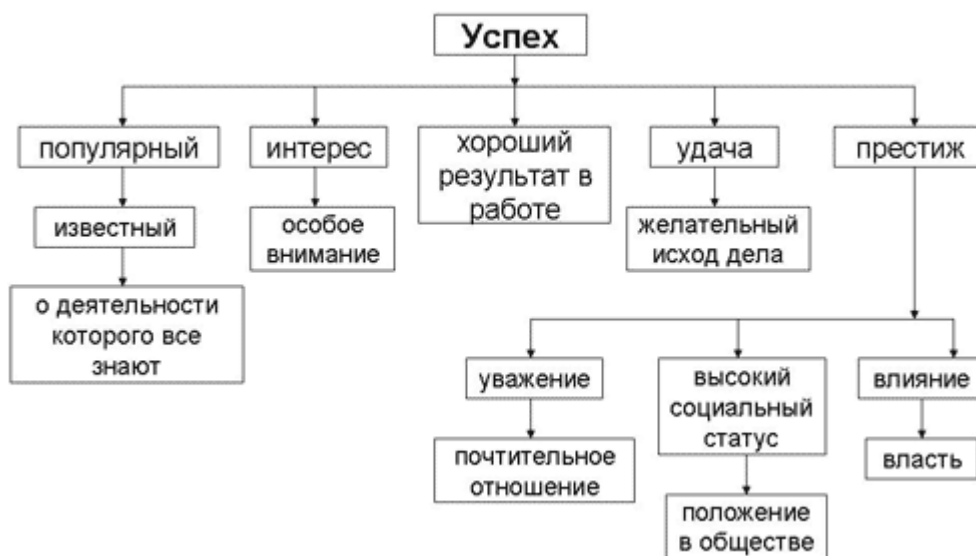 Успех
популярный
интерес
хороший
результат в
работе
удача
престиж
известный
особое
внимание
желательный
исход дела
о деятельности
которого все
знают
уважение
высокий
социальный
статус
влияние
почтительное
отношение
власть
положение
в обществе